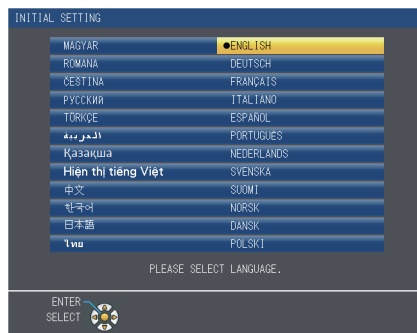 INITIAL SETTING
MAGYAR ●ENGLISH
ROMANA DEUTSCH
ČEŠTINA FRANÇAIS
РУССКИЙ ITALIANO
TÜRKÇE ESPAÑOL
العربية PORTUGUÊS
Қазақша NEDERLANDS
Hiện thị tiếng Việt SVENSKA
中文 SUOMI
한국어 NORSK
日本語 DANSK
ไทย POLSKI
PLEASE SELECT LANGUAGE.
ENTER
SELECT